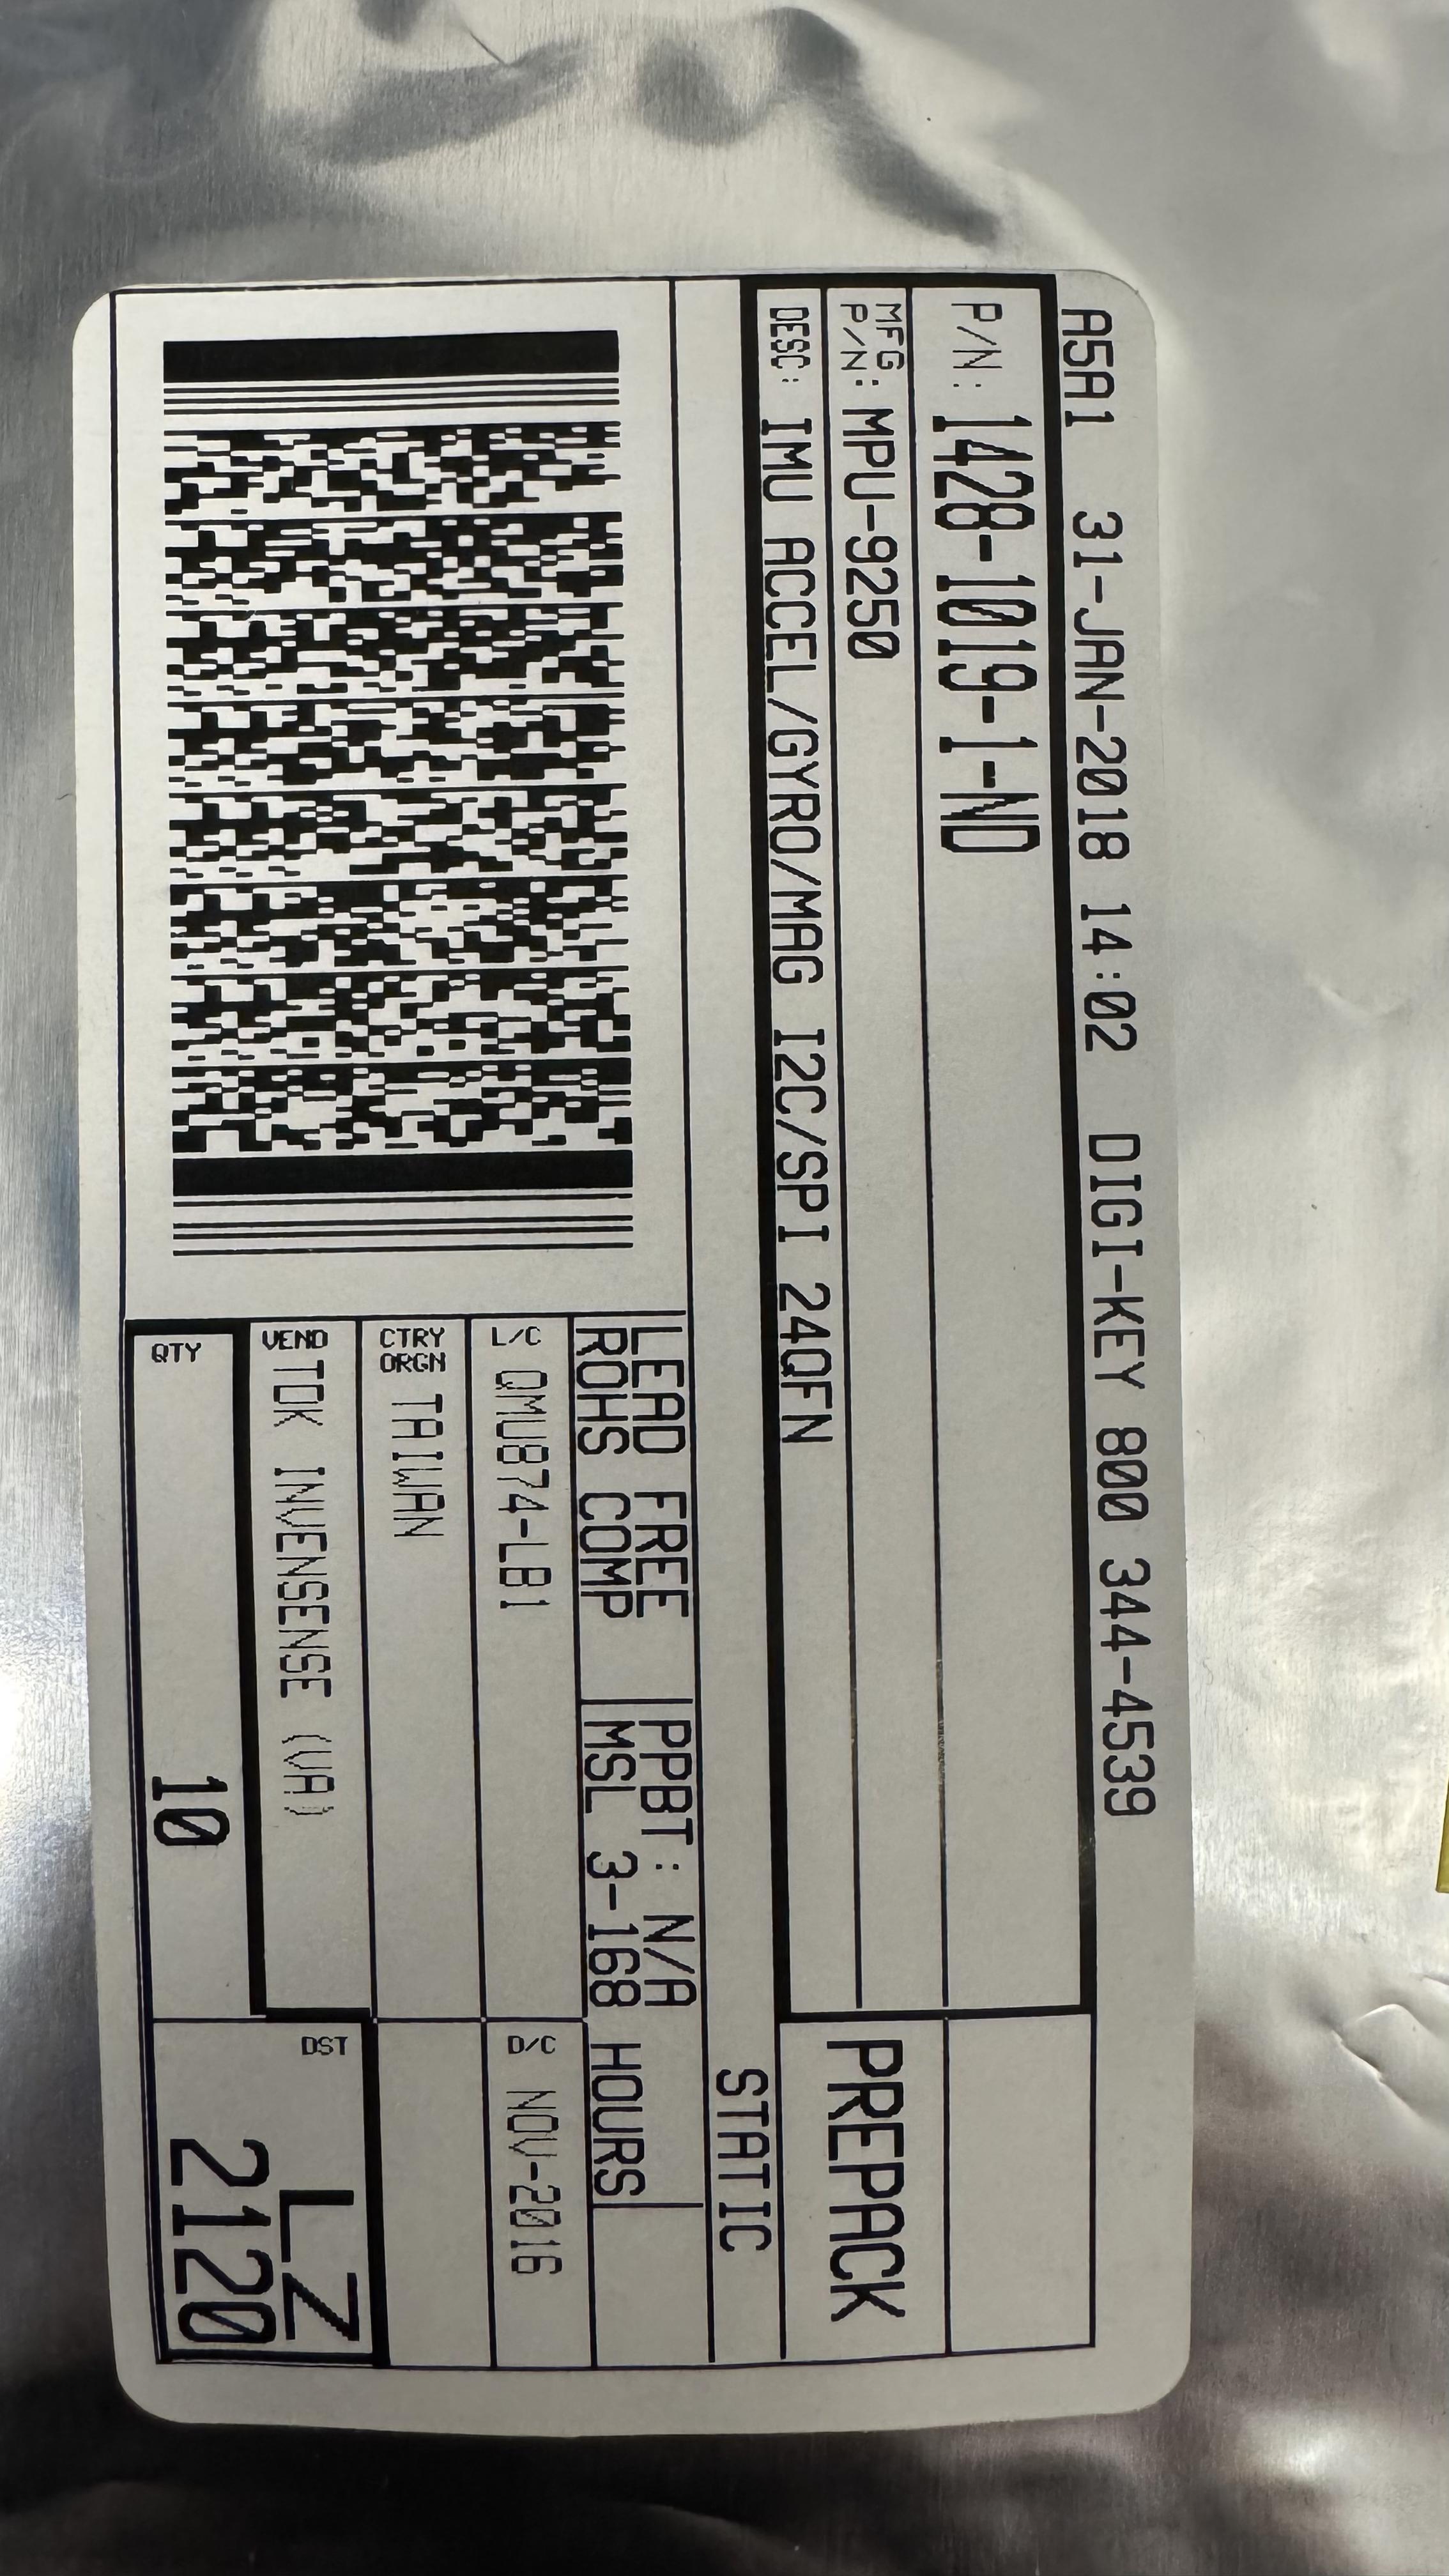 A5A1 31-JAN-2018 14:02 DIGI-KEY 800 344-4539
P/N: 1428-1019-1-ND
MFG P/N: MPU-9250
PREPACK
DESC: IMU ACCEL/GYRO/MAG I2C/SPI 24QFN
STATIC
LEAD FREE PPBT: N/A
ROHS COMP MSL 3-168 HOURS
L/C QMU874-LB1
D/C NOV-2016
CTRY ORGN TAIWAN
VEND TDK INVENSENSE (VA)
DST LZ
QTY 10
2120